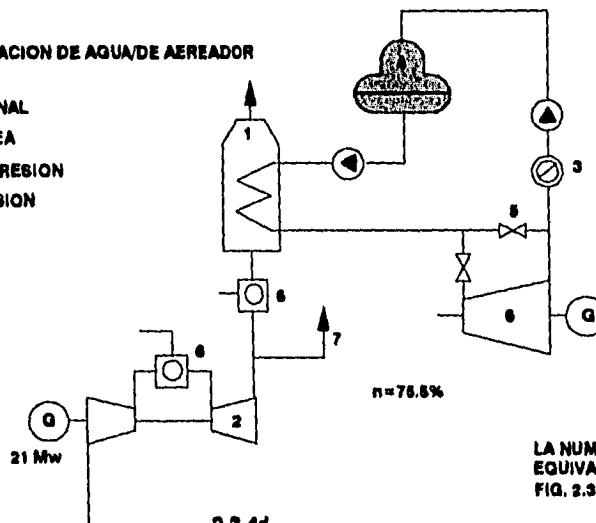 ACION DE AGUA/DE AEREADOR
NAL
EA
RESION
SION
1
3
5
6
6
G
7
6
n=75.5%
G
2
21 Mw
LA NUM
EQUIVA
FIG. 2.3